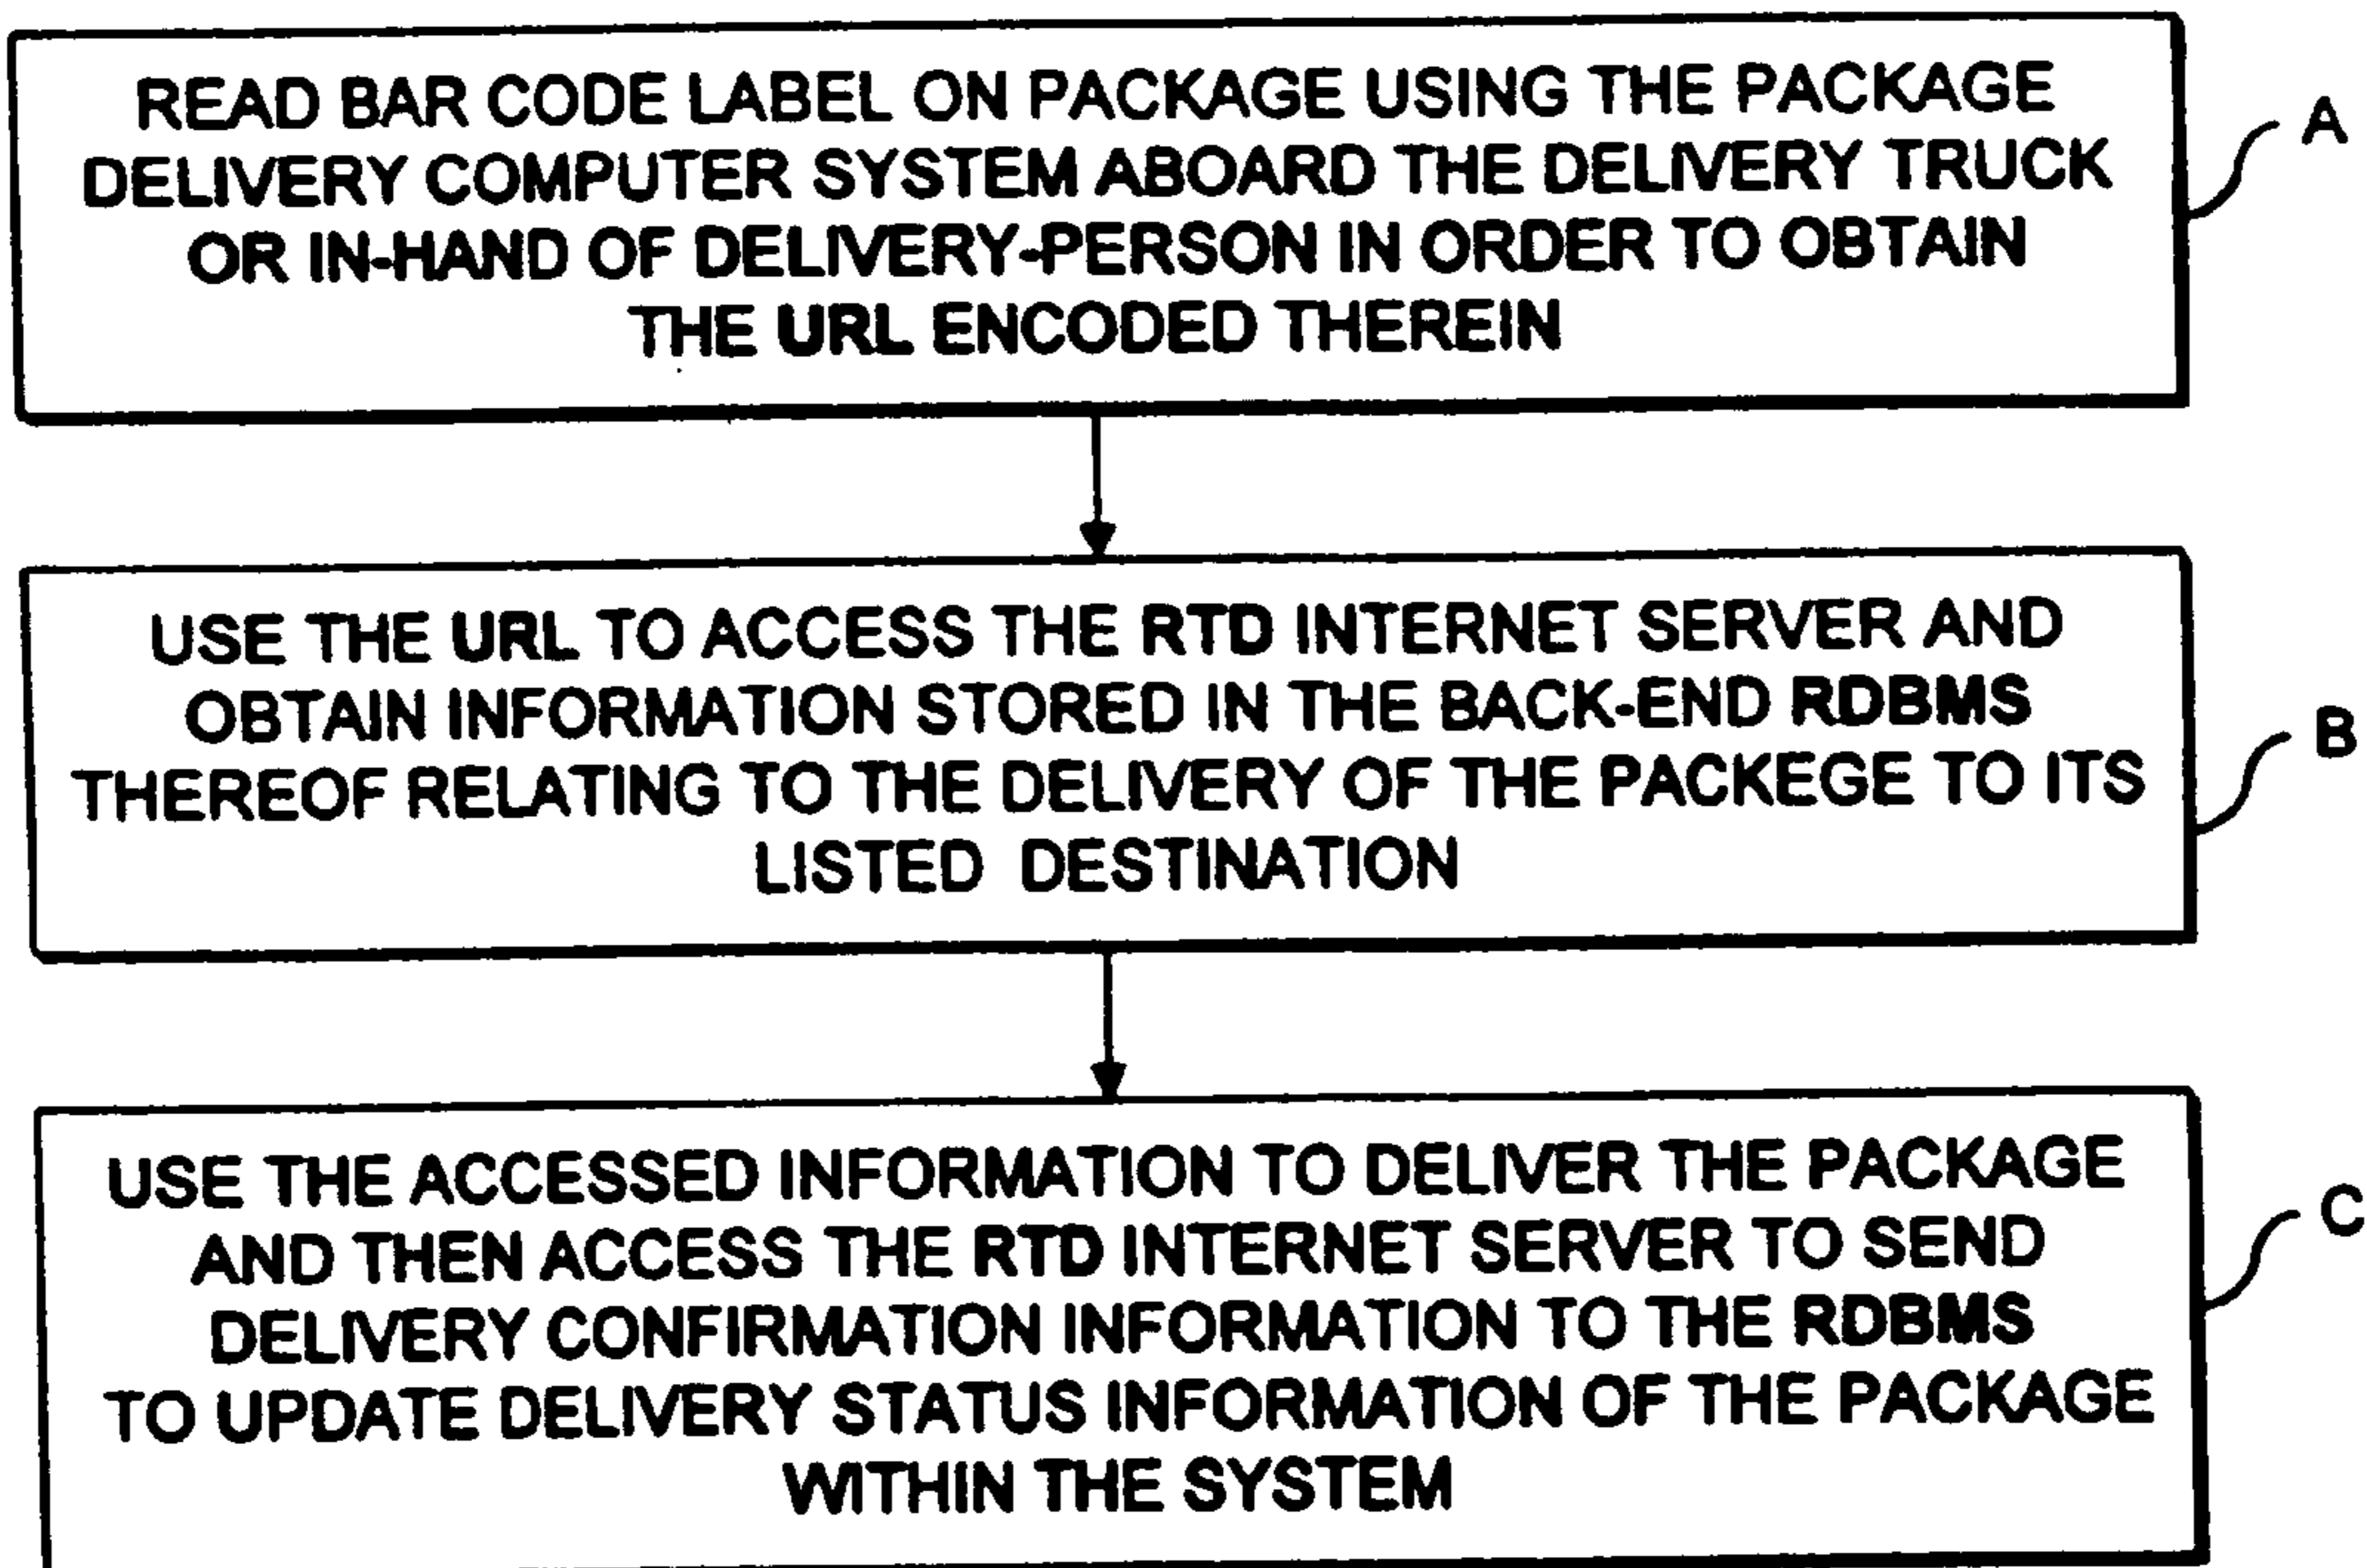 READ BAR CODE LABEL ON PACKAGE USING THE PACKAGE
DELIVERY COMPUTER SYSTEM ABOARD THE DELIVERY TRUCK
OR IN-HAND OF DELIVERY-PERSON IN ORDER TO OBTAIN
THE URL ENCODED THEREIN
A
USE THE URL TO ACCESS THE RTD INTERNET SERVER AND
OBTAIN INFORMATION STORED IN THE BACK-END RDBMS
THEREOF RELATING TO THE DELIVERY OF THE PACKEGE TO ITS
LISTED DESTINATION
B
USE THE ACCESSED INFORMATION TO DELIVER THE PACKAGE
AND THEN ACCESS THE RTD INTERNET SERVER TO SEND
DELIVERY CONFIRMATION INFORMATION TO THE RDBMS
TO UPDATE DELIVERY STATUS INFORMATION OF THE PACKAGE
WITHIN THE SYSTEM
C